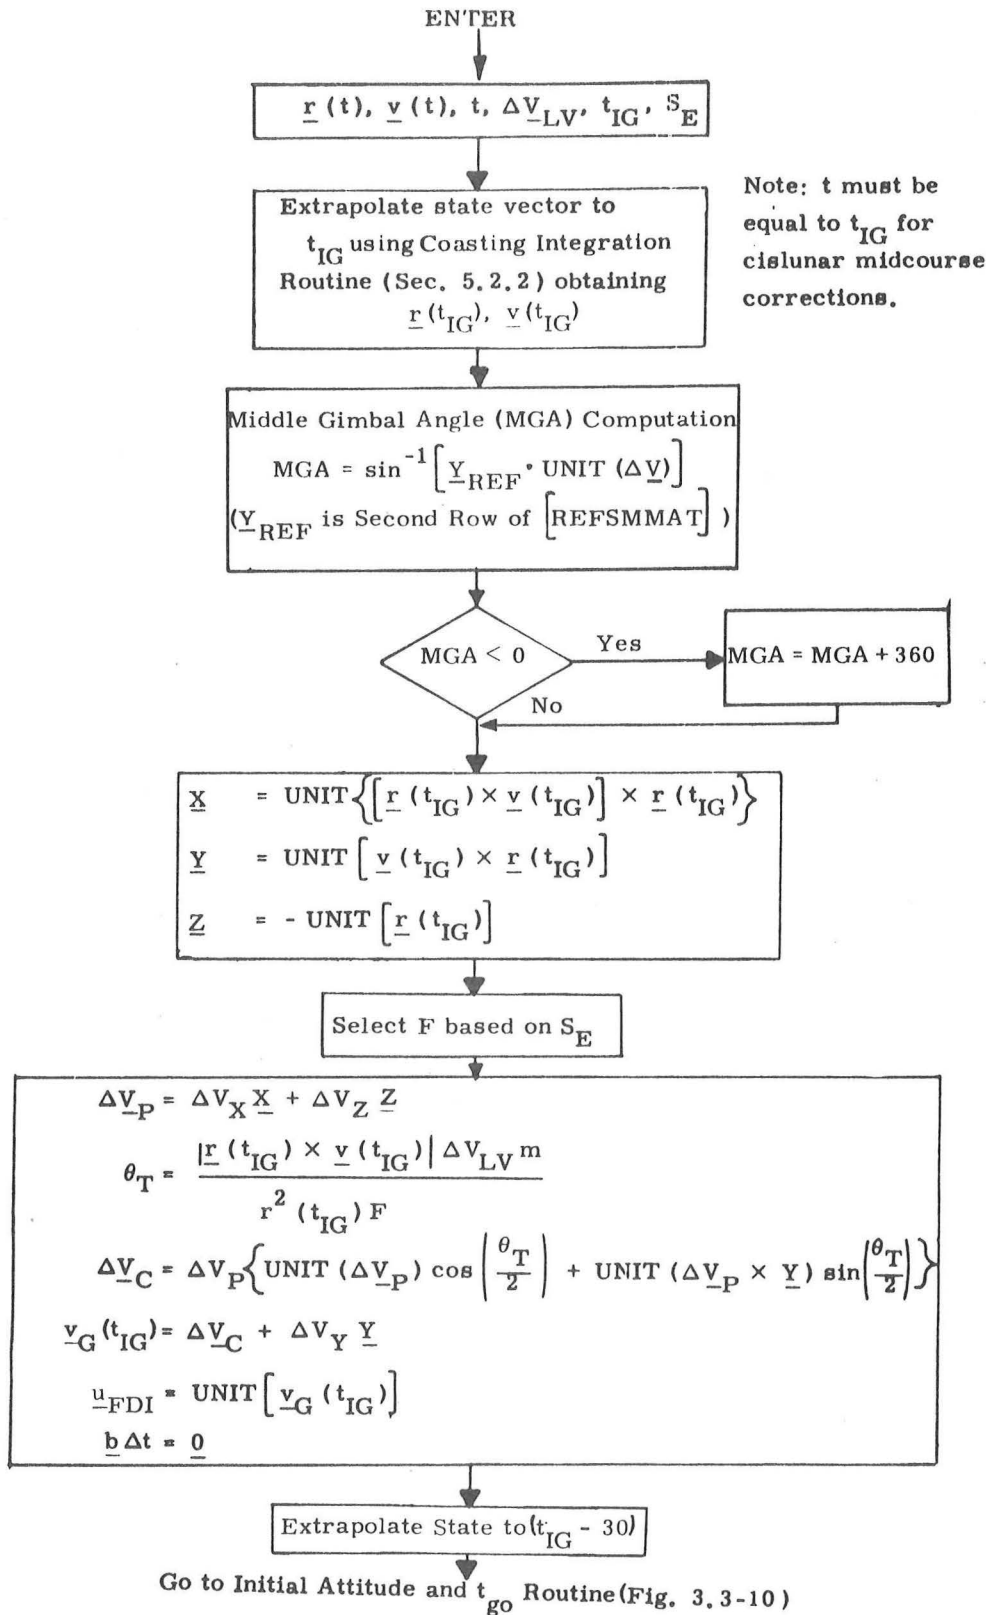 ENTER
r (t), v (t), t, ΔV_LV, t_IG, S_E
Extrapolate state vector to
t_IG using Coasting Integration
Routine (Sec. 5.2.2) obtaining
r (t_IG), v (t_IG)
Note: t must be
equal to t_IG for
cislunar midcourse
corrections.
Middle Gimbal Angle (MGA) Computation
MGA = sin^-1 [Y_REF · UNIT (ΔV)]
(Y_REF is Second Row of [REFSMMAT] )
MGA < 0
Yes
MGA = MGA + 360
No
X = UNIT {[r (t_IG) × v (t_IG)] × r (t_IG)}
Y = UNIT [v (t_IG) × r (t_IG)]
Z = - UNIT [r (t_IG)]
Select F based on S_E
ΔV_P = ΔV_X X + ΔV_Z Z
θ_T = |r (t_IG) × v (t_IG)| ΔV_LV m / r^2 (t_IG) F
ΔV_C = ΔV_P {UNIT (ΔV_P) cos (θ_T/2) + UNIT (ΔV_P × Y) sin (θ_T/2)}
v_G (t_IG) = ΔV_C + ΔV_Y Y
u_FDI = UNIT [v_G (t_IG)]
b Δt = 0
Extrapolate State to (t_IG - 30)
Go to Initial Attitude and t_go Routine (Fig. 3.3-10)